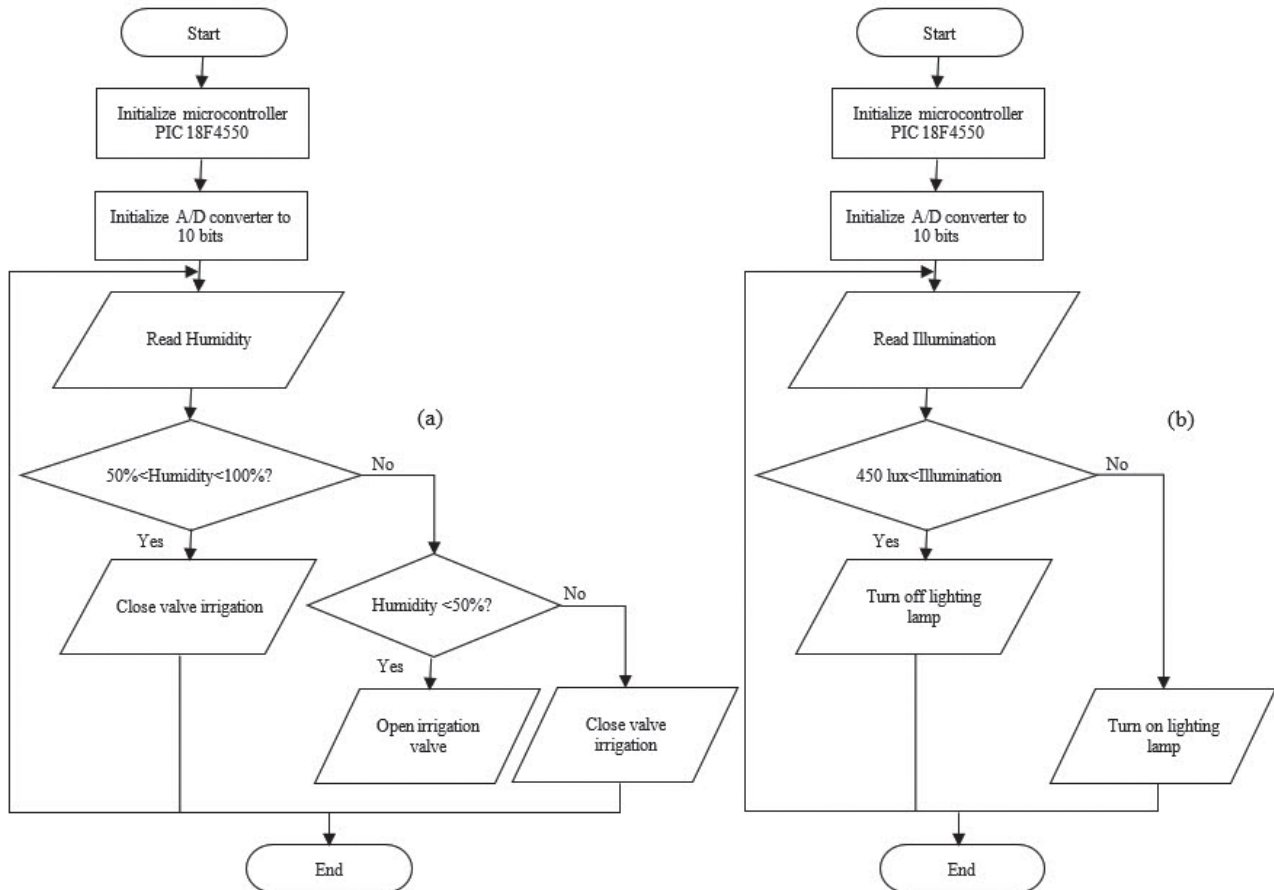 Start
Initialize microcontroller
PIC 18F4550
Initialize A/D converter to
10 bits
Read Humidity
(a)
50%<Humidity<100%?
No
Yes
Close valve irrigation
Humidity <50%?
No
Yes
Open irrigation
valve
Close valve
irrigation
End
Start
Initialize microcontroller
PIC 18F4550
Initialize A/D converter to
10 bits
Read Illumination
(b)
450 lux<Illumination
No
Yes
Turn off lighting
lamp
Turn on lighting
lamp
End